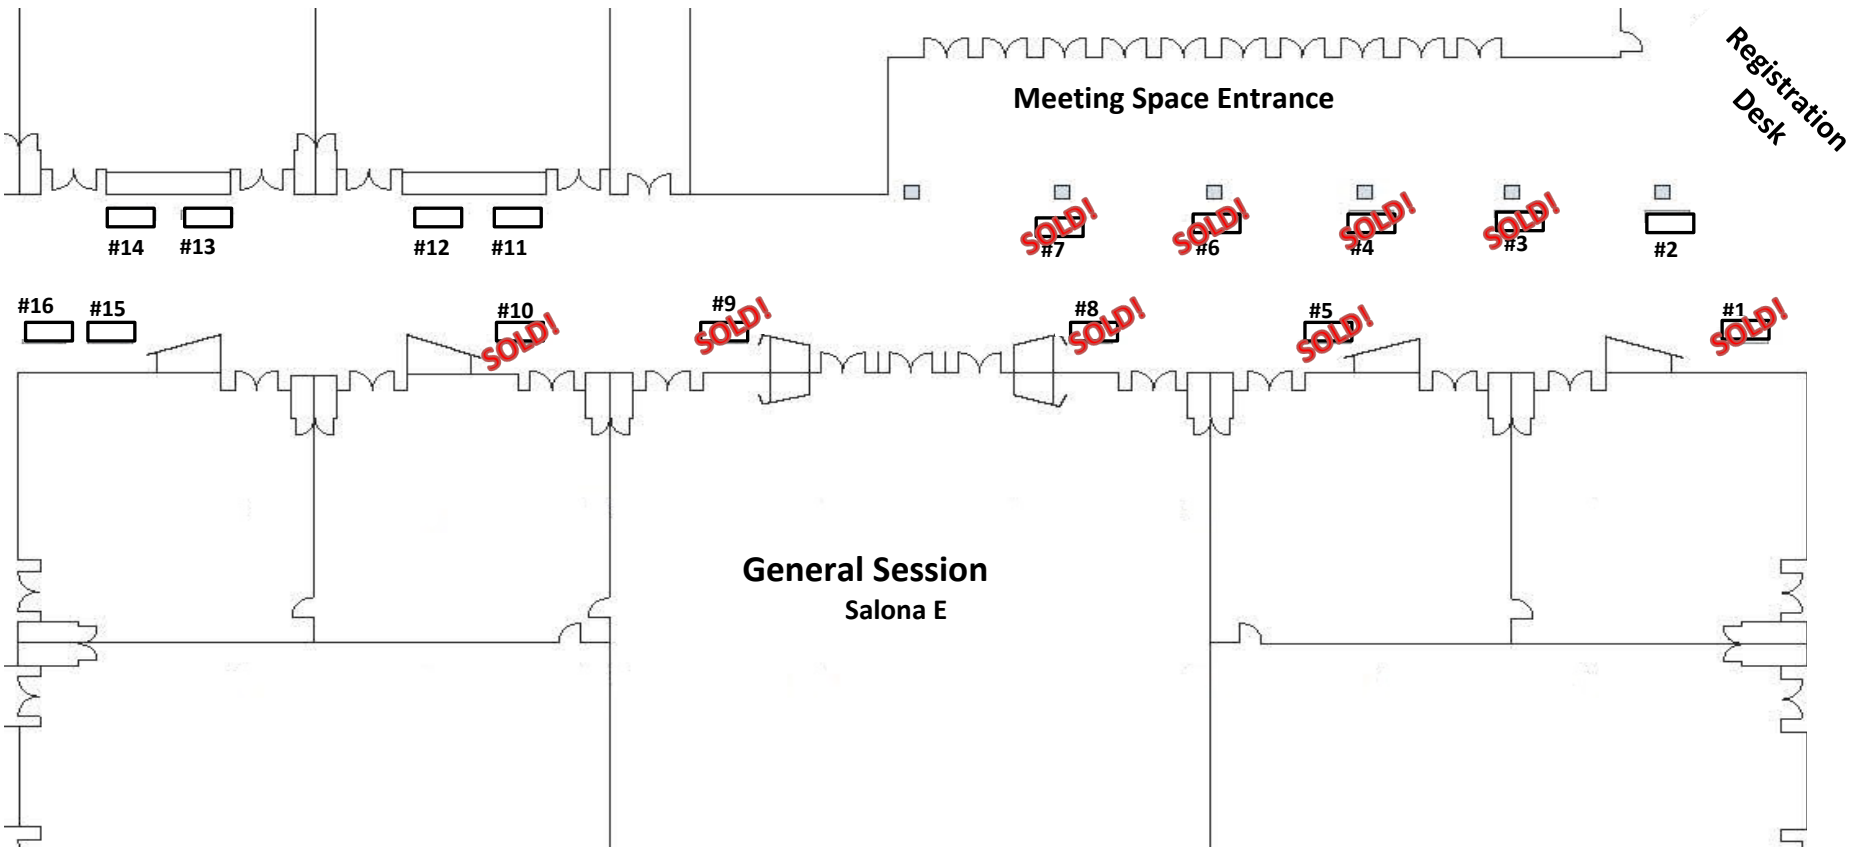 Registration
Desk
Meeting Space Entrance
#14
#13
#12
#11
SOLD!
#7
SOLD!
#6
SOLD!
#4
SOLD!
#3
#2
#16
#15
#10
SOLD!
#9
SOLD!
#8
SOLD!
#5
SOLD!
#1
SOLD!
General Session
Salona E